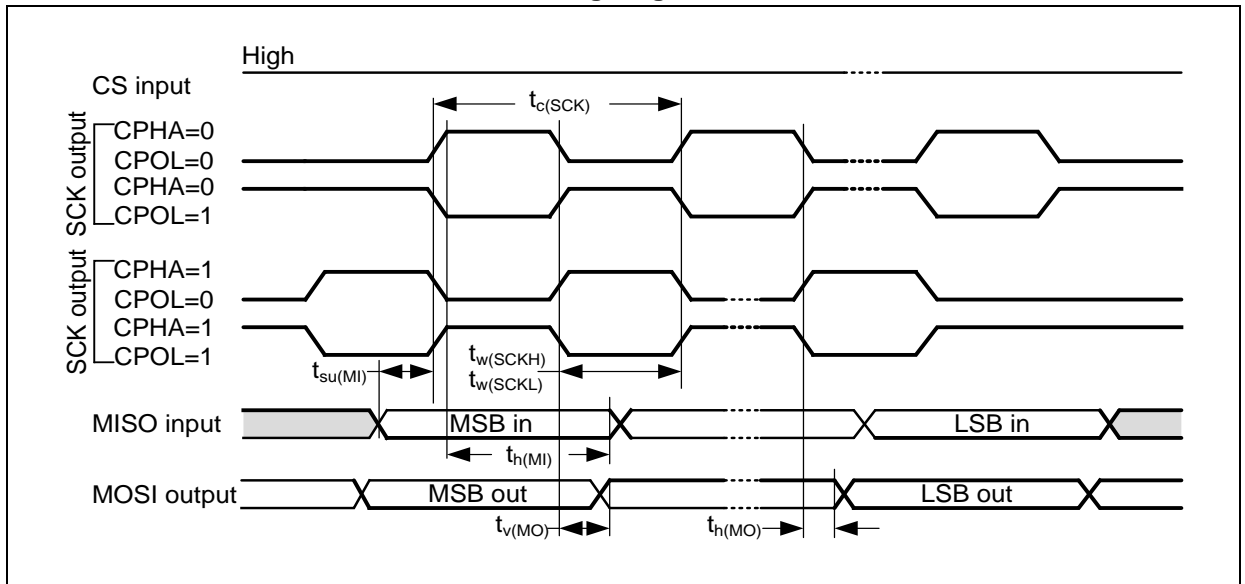 High
CS input
t_c(SCK)
SCK output
CPHA=0
CPOL=0
CPHA=0
CPOL=1
SCK output
CPHA=1
CPOL=0
CPHA=1
CPOL=1
t_su(MI)
t_w(SCKH)
t_w(SCKL)
MISO input
MSB in
LSB in
t_h(MI)
MOSI output
MSB out
LSB out
t_v(MO)
t_h(MO)